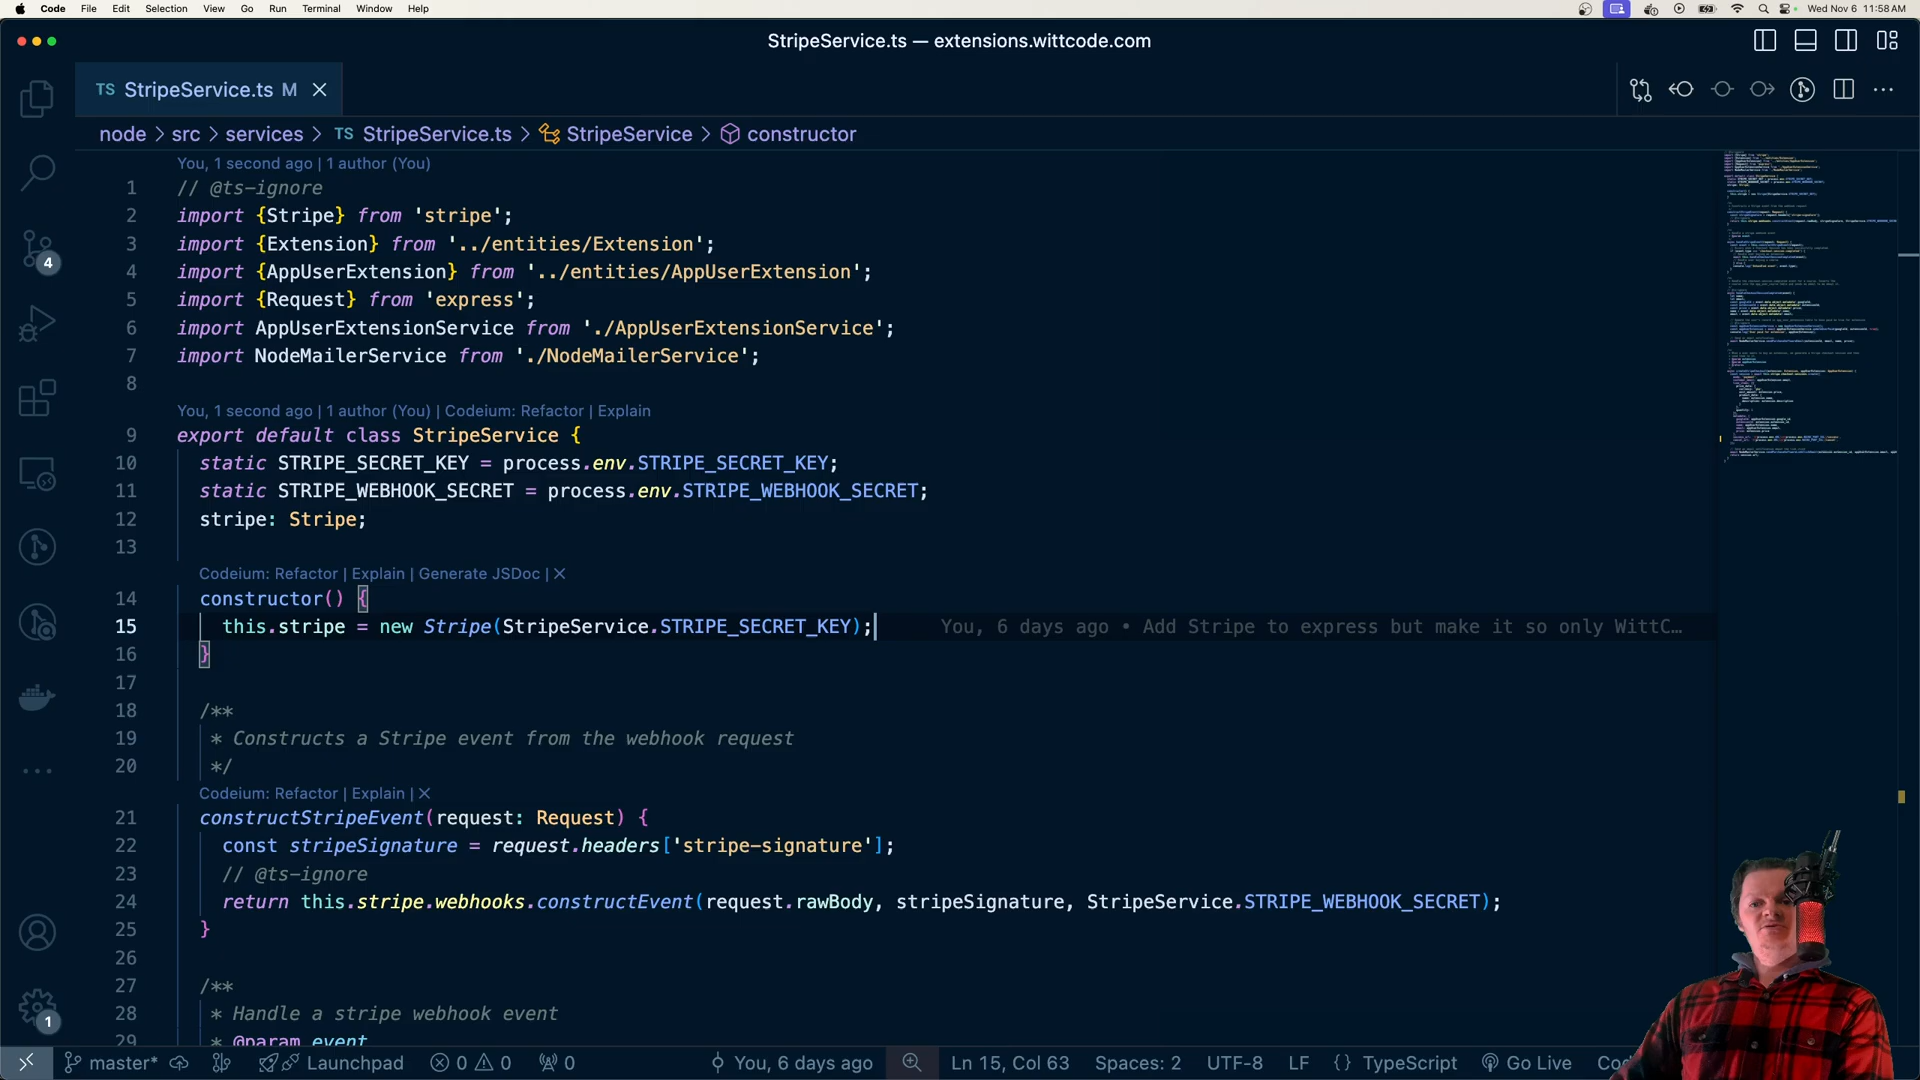 Code File Edit Selection View Go Run Terminal Window Help Wed Nov 6 11:58 AM
StripeService.ts — extensions.wittcode.com
TS StripeService.ts M
node > src > services > TS StripeService.ts > StripeService > constructor
You, 1 second ago | 1 author (You)
1 // @ts-ignore
2 import {Stripe} from 'stripe';
3 import {Extension} from '../entities/Extension';
4 import {AppUserExtension} from '../entities/AppUserExtension';
5 import {Request} from 'express';
6 import AppUserExtensionService from './AppUserExtensionService';
7 import NodeMailerService from './NodeMailerService';
8
You, 1 second ago | 1 author (You) | Codeium: Refactor | Explain
9 export default class StripeService {
10 static STRIPE_SECRET_KEY = process.env.STRIPE_SECRET_KEY;
11 static STRIPE_WEBHOOK_SECRET = process.env.STRIPE_WEBHOOK_SECRET;
12 stripe: Stripe;
13
Codeium: Refactor | Explain | Generate JSDoc | ×
14 constructor() {
15 this.stripe = new Stripe(StripeService.STRIPE_SECRET_KEY); You, 6 days ago • Add Stripe to express but make it so only WittC…
16 }
17
18 /**
19 * Constructs a Stripe event from the webhook request
20 */
Codeium: Refactor | Explain | ×
21 constructStripeEvent(request: Request) {
22 const stripeSignature = request.headers['stripe-signature'];
23 // @ts-ignore
24 return this.stripe.webhooks.constructEvent(request.rawBody, stripeSignature, StripeService.STRIPE_WEBHOOK_SECRET);
25 }
26
27 /**
28 * Handle a stripe webhook event
29 * @param event
4
1
master* Launchpad 0 0 0 You, 6 days ago Ln 15, Col 63 Spaces: 2 UTF-8 LF {} TypeScript Go Live